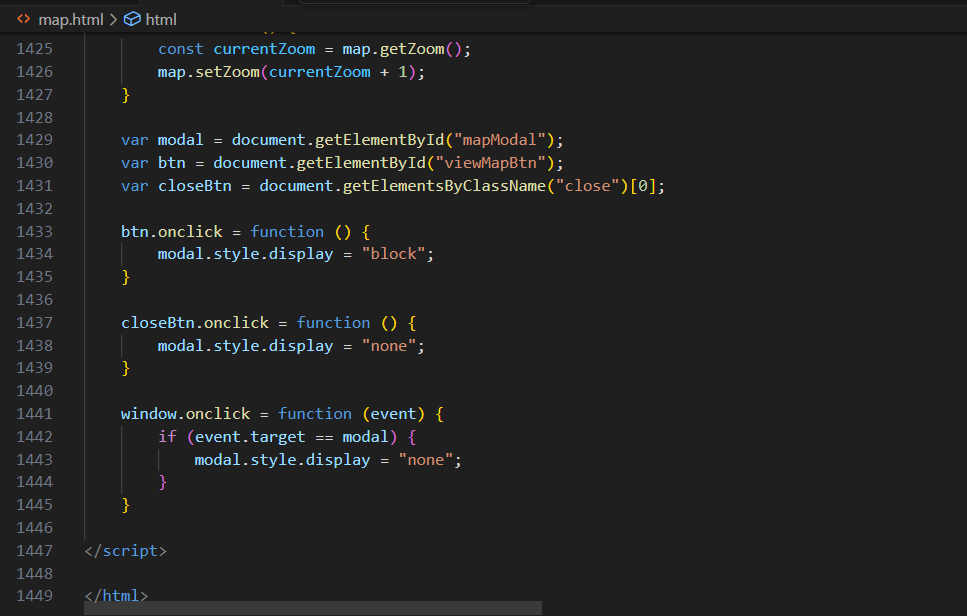 map.html > html
1425 const currentZoom = map.getZoom();
1426 map.setZoom(currentZoom + 1);
1427 }
1428
1429 var modal = document.getElementById("mapModal");
1430 var btn = document.getElementById("viewMapBtn");
1431 var closeBtn = document.getElementsByClassName("close")[0];
1432
1433 btn.onclick = function () {
1434 modal.style.display = "block";
1435 }
1436
1437 closeBtn.onclick = function () {
1438 modal.style.display = "none";
1439 }
1440
1441 window.onclick = function (event) {
1442 if (event.target == modal) {
1443 modal.style.display = "none";
1444 }
1445 }
1446
1447 </script>
1448
1449 </html>